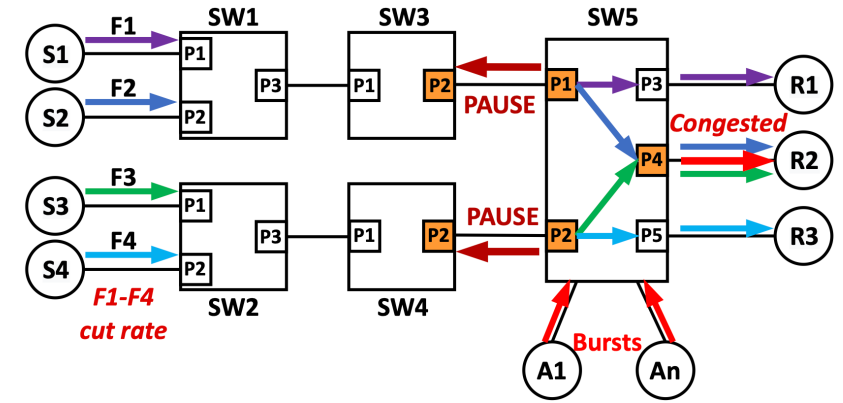 SW1
SW3
SW5
F1
S1
P1
P3
P1
P2
P1
P3
R1
F2
S2
P2
PAUSE
Congested
P4
R2
F3
S3
P1
F4
S4
P2
P3
P1
P2
PAUSE
P2
P5
R3
F1-F4
cut rate
SW2
SW4
Bursts
A1
An